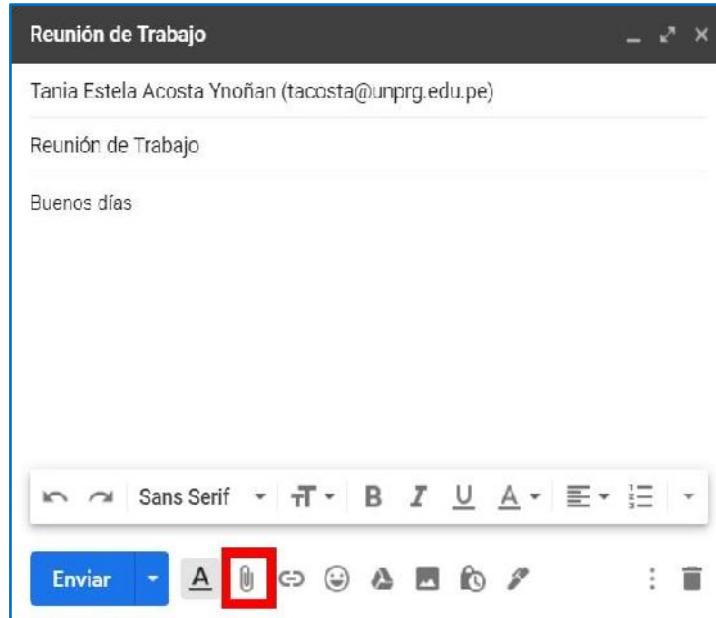 Reunión de Trabajo
Tania Estela Acosta Ynoñan (tacosta@unprg.edu.pe)
Reunión de Trabajo
Buenos días
Sans Serif TT B I U A
Enviar A